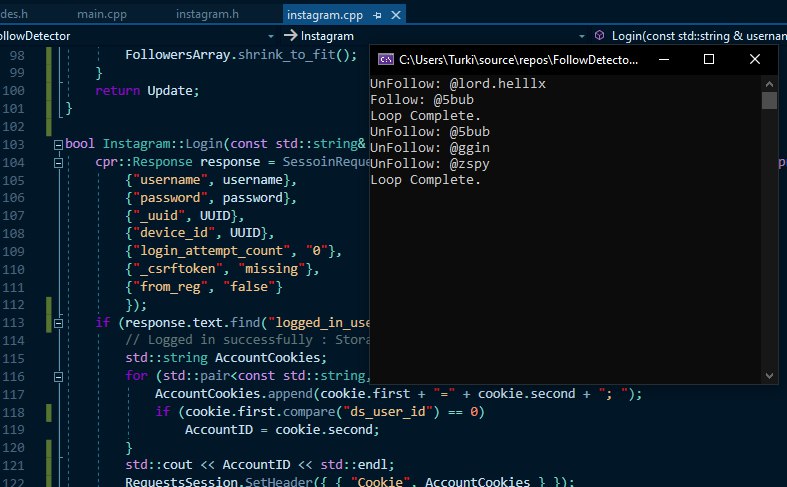 des.h main.cpp instagram.h instagram.cpp
ollowDetector Instagram Login(const std::string & usernam
98 FollowersArray.shrink_to_fit();
99 }
100 return Update;
101 }
102
103 bool Instagram::Login(const std::string&
104 cpr::Response response = SessoinReque
105 {"username", username},
106 {"password", password},
107 {"_uuid", UUID},
108 {"device_id", UUID},
109 {"login_attempt_count", "0"},
110 {"_csrftoken", "missing"},
111 {"from_reg", "false"}
112 });
113 if (response.text.find("logged_in_use
114 // Logged in successfully : Stora
115 std::string AccountCookies;
116 for (std::pair<const std::string,
117 AccountCookies.append(cookie.first + "=" + cookie.second + "; ");
118 if (cookie.first.compare("ds_user_id") == 0)
119 AccountID = cookie.second;
120 }
121 std::cout << AccountID << std::endl;
122 RequestsSession.SetHeader({ { "Cookie", AccountCookies } });
C:\Users\Turki\source\repos\FollowDetecto...
UnFollow: @lord.helllx
Follow: @5bub
Loop Complete.
UnFollow: @5bub
UnFollow: @ggin
UnFollow: @zspy
Loop Complete.